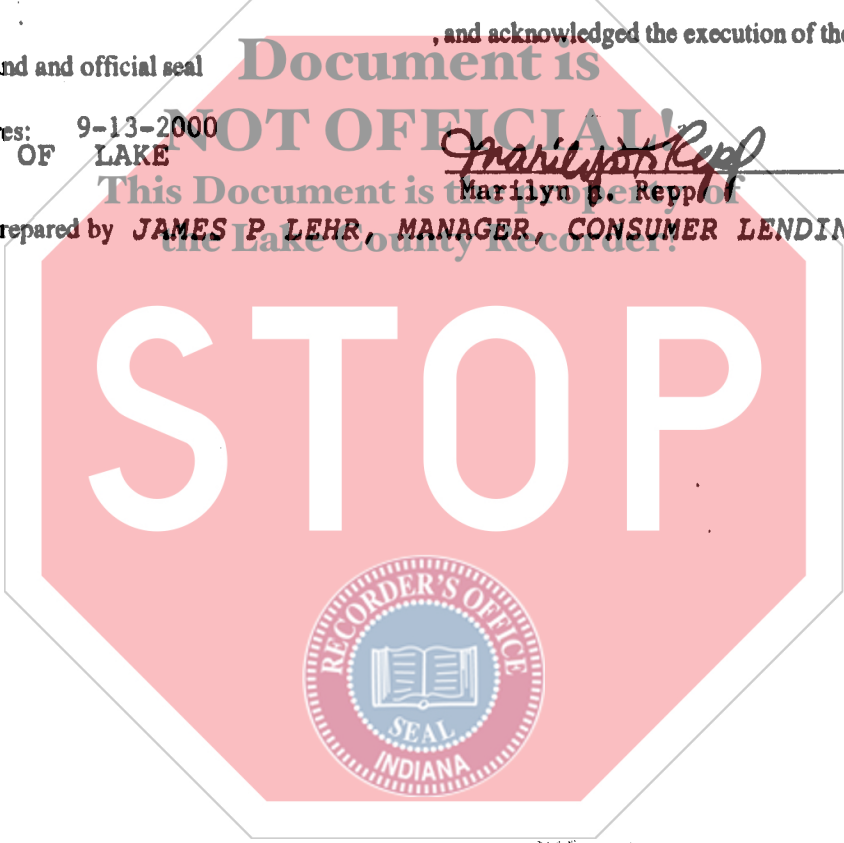 , and acknowledged the execution of the
nd and official seal
Document is
es: 9-13-2000
NOT OFFICIAL!
OF LAKE
This Document is the property of
Marilyn Repp
repared by JAMES P LEHR, MANAGER, CONSUMER LENDIN
the Lake County Recorder!
STOP
RECORDER'S OFFICE
SEAL
INDIANA